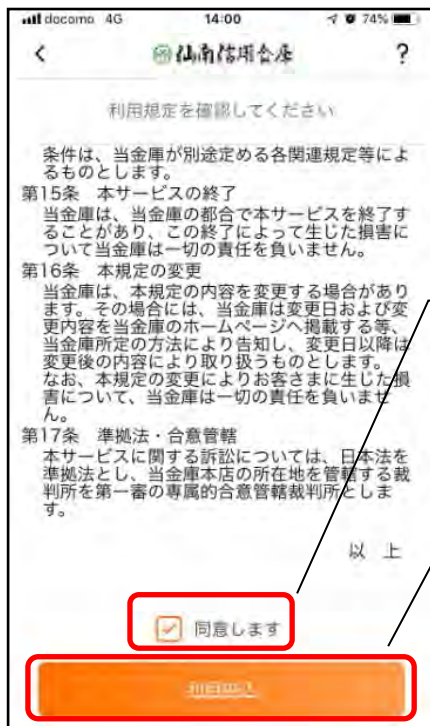 docomo 4G 14:00 74%
< 仙南信用金庫 ?
利用規定を確認してください
条件は、当金庫が別途定める各関連規定等によ
るものとします。
第15条 本サービスの終了
当金庫は、当金庫の都合で本サービスを終了す
ることがあり、この終了によって生じた損害に
ついて当金庫は一切の責任を負いません。
第16条 本規定の変更
当金庫は、本規定の内容を変更する場合があり
ます。その場合には、当金庫は変更日および変
更内容を当金庫のホームページへ掲載する等、
当金庫所定の方法により告知し、変更日以降は
変更後の内容により取り扱うものとします。
なお、本規定の変更によりお客さまに生じた損
害について、当金庫は一切の責任を負いませ
ん。
第17条 準拠法・合意管轄
本サービスに関する訴訟については、日本法を
準拠法とし、当金庫本店の所在地を管轄する裁
判所を第一審の専属的合意管轄裁判所としま
す。
以 上
同意します